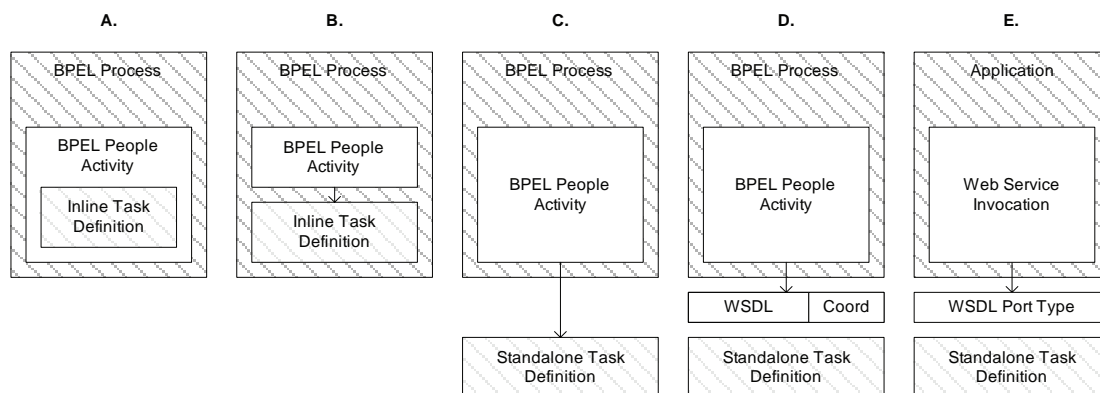 A.
B.
C.
D.
E.
BPEL Process
BPEL Process
BPEL Process
BPEL Process
Application
BPEL People
Activity
Inline Task
Definition
BPEL People
Activity
Inline Task
Definition
BPEL People
Activity
BPEL People
Activity
Web Service
Invocation
WSDL
Coord
WSDL Port Type
Standalone Task
Definition
Standalone Task
Definition
Standalone Task
Definition